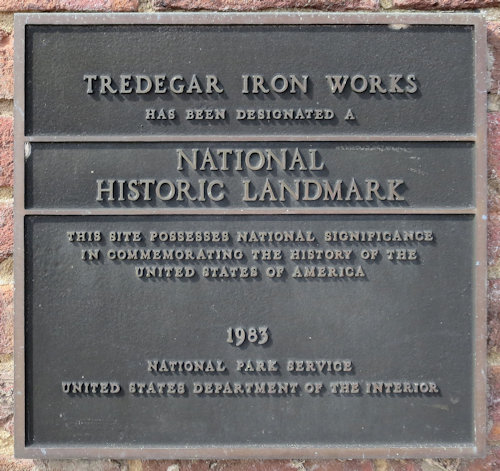 TREDEGAR IRON WORKS
HAS BEEN DESIGNATED A
NATIONAL
HISTORIC LANDMARK
THIS SITE POSSESSES NATIONAL SIGNIFICANCE
IN COMMEMORATING THE HISTORY OF THE
UNITED STATES OF AMERICA
1983
NATIONAL PARK SERVICE
UNITED STATES DEPARTMENT OF THE INTERIOR